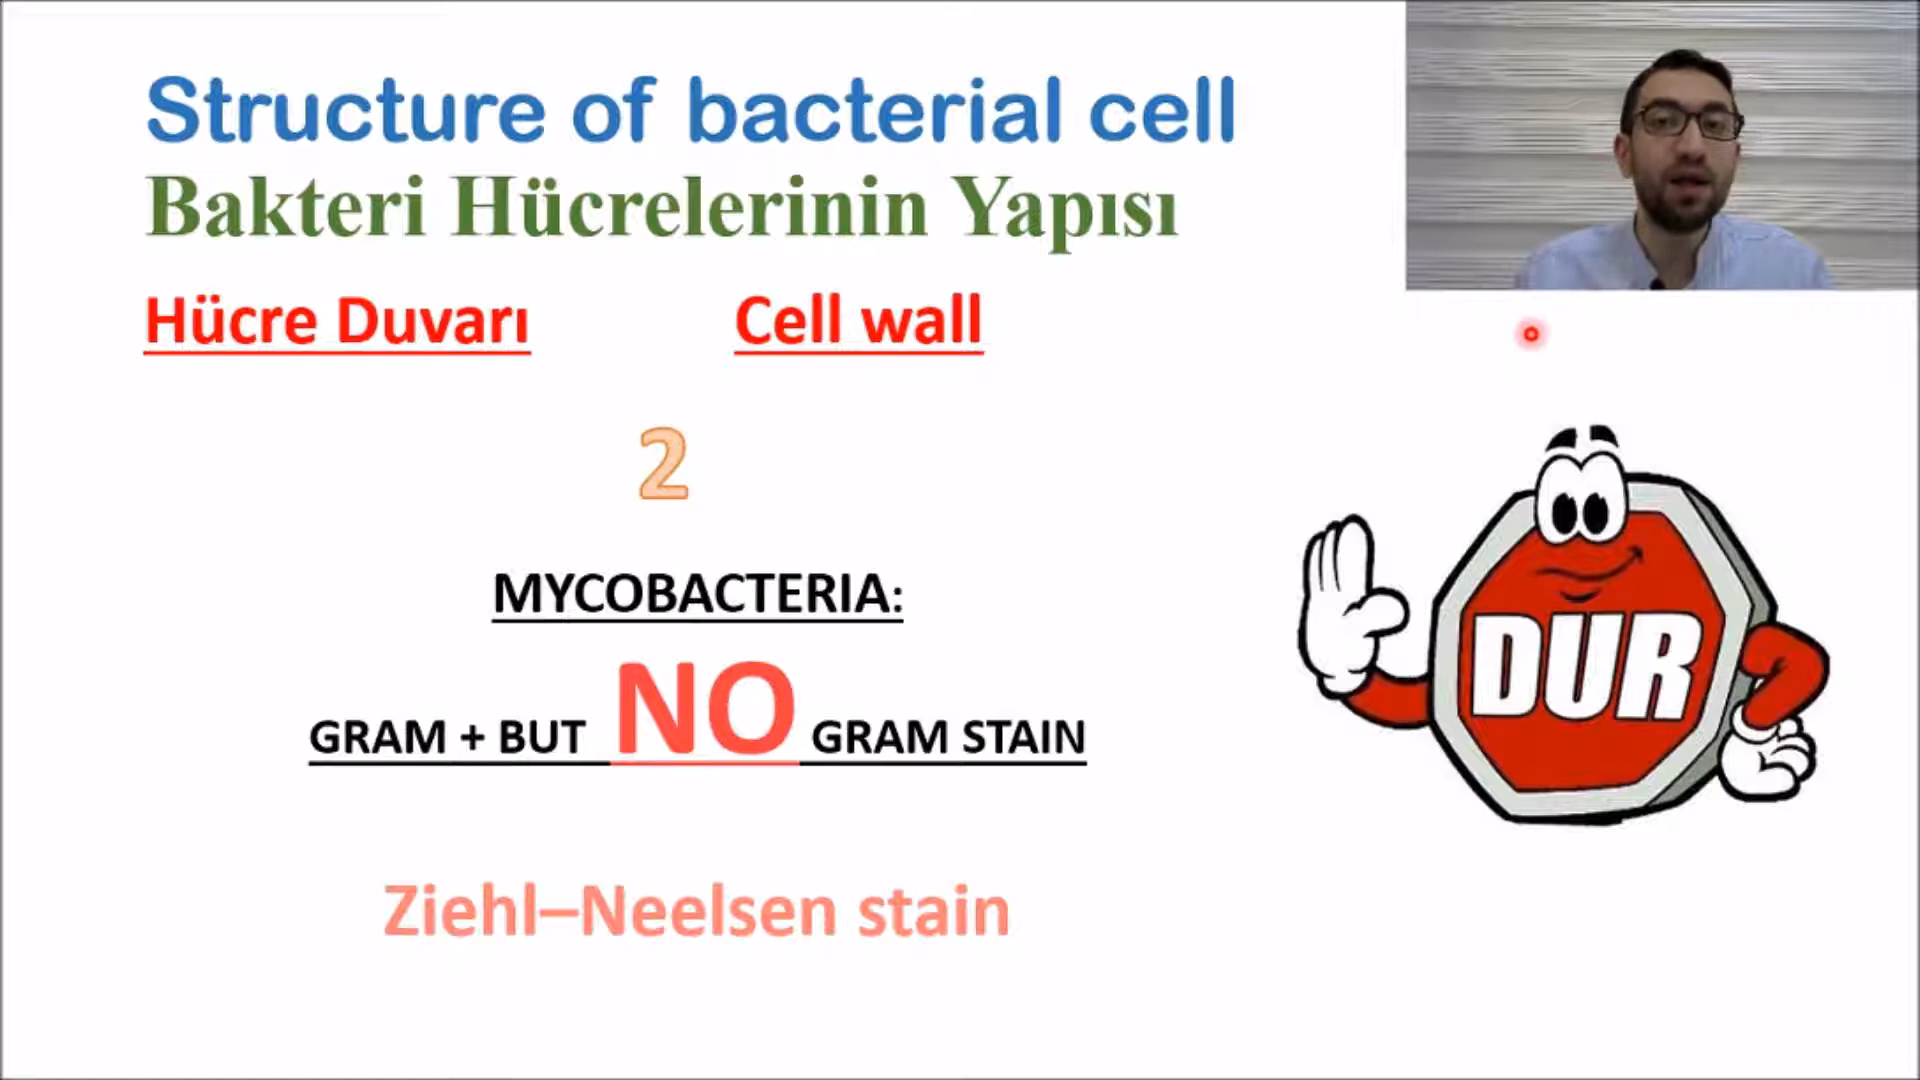 Structure of bacterial cell
Bakteri Hücrelerinin Yapısı
Hücre Duvarı Cell wall
2
MYCOBACTERIA:
GRAM + BUT NO GRAM STAIN
DUR
Ziehl–Neelsen stain